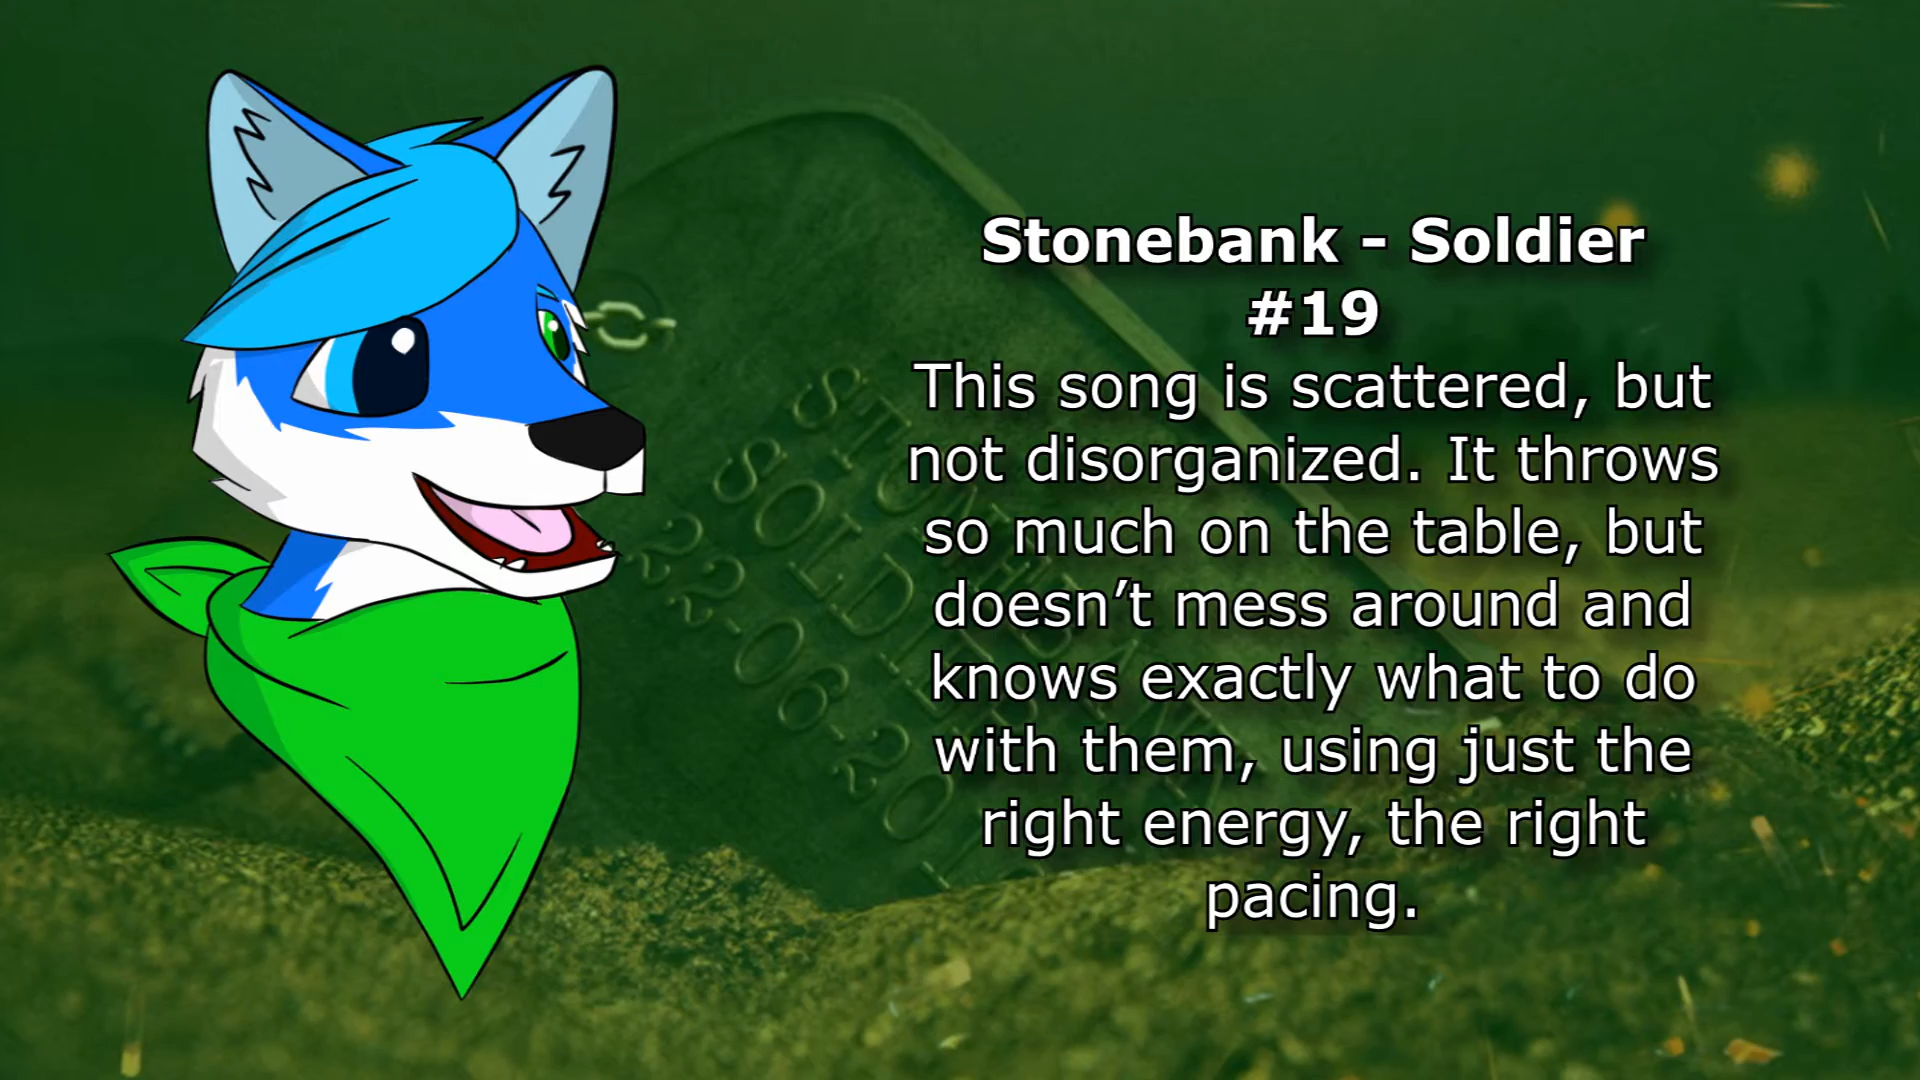 Stonebank - Soldier
#19
This song is scattered, but
not disorganized. It throws
so much on the table, but
doesn’t mess around and
knows exactly what to do
with them, using just the
right energy, the right
pacing.
SOLDIER